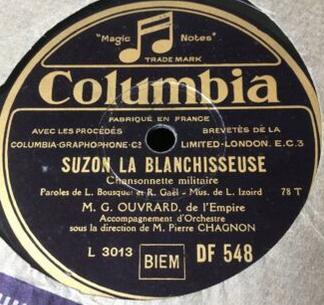 "Magic Notes"
TRADE MARK
Columbia
FABRIQUÉ EN FRANCE
AVEC LES PROCÉDÉS BREVETÉS DE LA
COLUMBIA-GRAPHOPHONE-Cº LIMITED-LONDON. E.C.3
SUZON LA BLANCHISSEUSE
Chansonnette militaire
Paroles de L. Bousquet et R. Gaël - Mus. de L. Izoird 78 T
M. G. OUVRARD, de l'Empire
Accompagnement d'Orchestre
sous la direction de M. Pierre CHAGNON
L 3013 BIEM DF 548